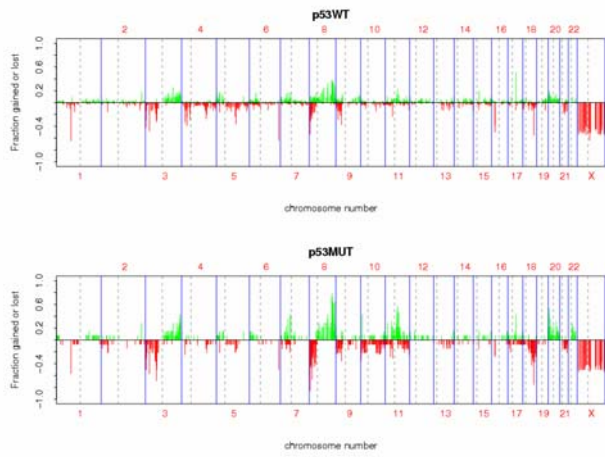 p53WT
2 4 6 8 10 12 14 16 18 20 22
Fraction gained or lost
1.0
0.6
0.2
−0.4
−1.0
1 3 5 7 9 11 13 15 17 19 21 X
chromosome number
p53MUT
2 4 6 8 10 12 14 16 18 20 22
Fraction gained or lost
1.0
0.6
0.2
−0.4
−1.0
1 3 5 7 9 11 13 15 17 19 21 X
chromosome number